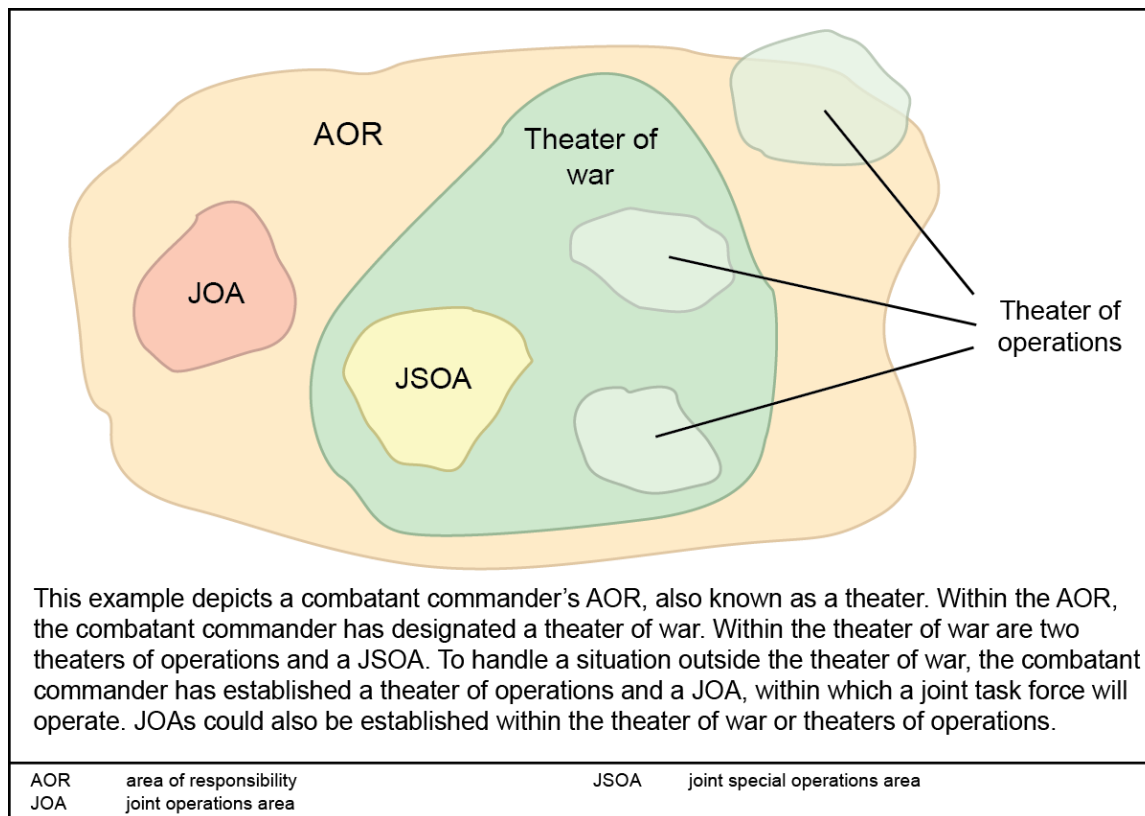 AOR
Theater of
war
JOA
JSOA
Theater of
operations
This example depicts a combatant commander’s AOR, also known as a theater. Within the AOR,
the combatant commander has designated a theater of war. Within the theater of war are two
theaters of operations and a JSOA. To handle a situation outside the theater of war, the combatant
commander has established a theater of operations and a JOA, within which a joint task force will
operate. JOAs could also be established within the theater of war or theaters of operations.
AOR area of responsibility
JOA joint operations area
JSOA joint special operations area